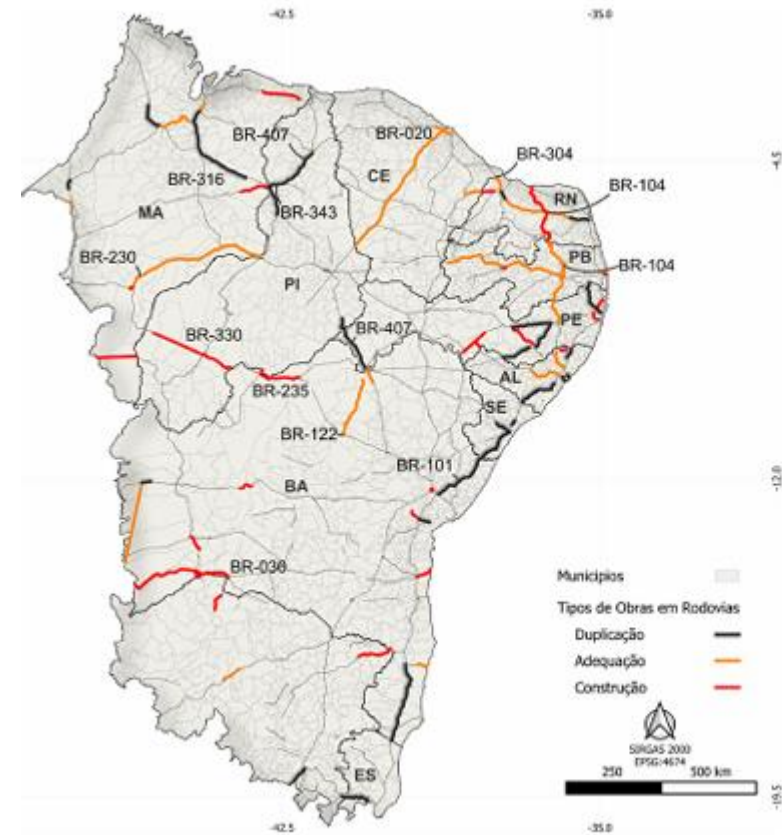 -42.5
-35.0
BR-407
BR-020
CE
BR-304
-4.5
BR-104
RN
BR-316
BR-343
MA
PB
BR-104
BR-230
PI
PE
BR-330
BR-407
AL
BR-235
SE
BR-122
BR-101
BA
-12.0
BR-030
Municípios
Tipos de Obras em Rodovias
Duplicação
Adequação
Construção
SIRGAS 2000
EPSG:4674
250 500 km
ES
-19.5
-42.5
-35.0